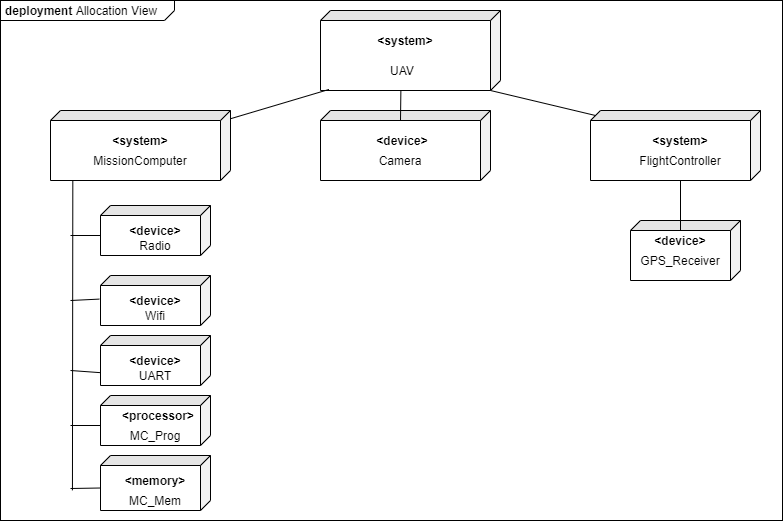 deployment Allocation View
<system>
UAV
<system>
MissionComputer
<device>
Camera
<system>
FlightController
<device>
Radio
<device>
GPS_Receiver
<device>
Wifi
<device>
UART
<processor>
MC_Prog
<memory>
MC_Mem